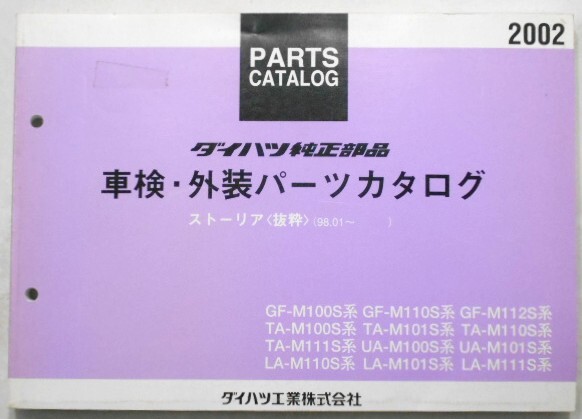 2002
PARTS
CATALOG
ダイハツ純正部品
車検・外装パーツカタログ
ストーリア〈抜粋〉(98.01～　　)
GF-M100S系 GF-M110S系 GF-M112S系
TA-M100S系 TA-M101S系 TA-M110S系
TA-M111S系 UA-M100S系 UA-M101S系
LA-M110S系 LA-M101S系 LA-M111S系
ダイハツ工業株式会社